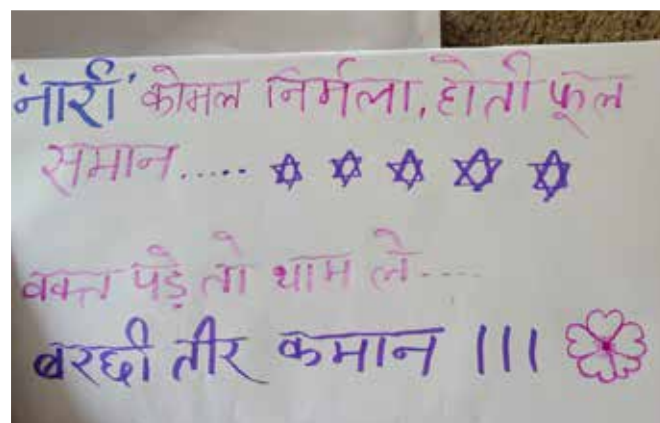 'नारी' कोमल निर्मला, होती फूल
समान.....
वक्त पड़े तो थाम ले....
बरछी तीर कमान |||